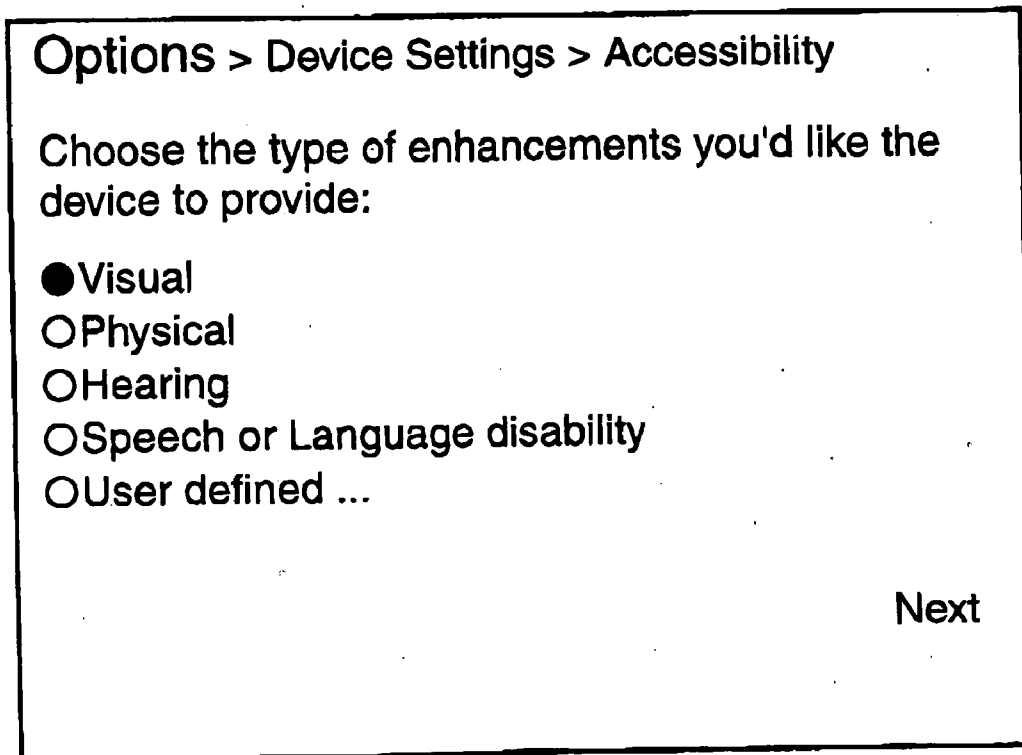 Options > Device Settings > Accessibility
Choose the type of enhancements you'd like the
device to provide:
Visual
Physical
Hearing
Speech or Language disability
User defined ...
Next